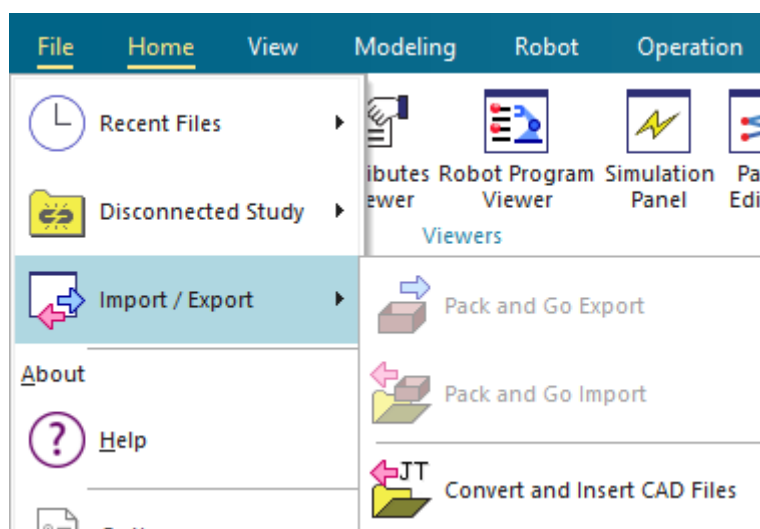 File Home View Modeling Robot Operation
Recent Files
ibutes Robot Program Simulation Pa
ewer Viewer Panel Edi
Disconnected Study
Viewers
Import / Export
Pack and Go Export
About
Pack and Go Import
Help
JT
Convert and Insert CAD Files